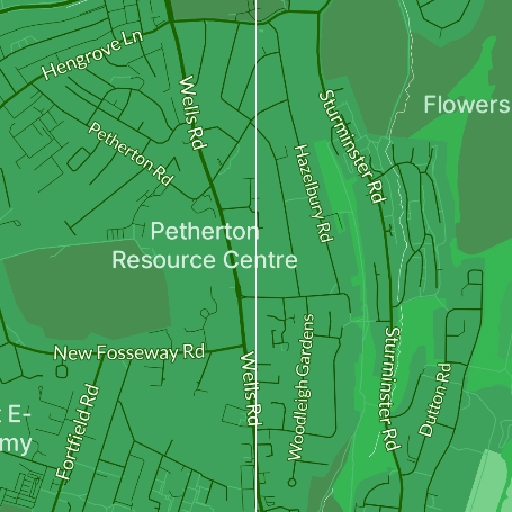 Hengrove Ln
Wells Rd
Flowers
Sturminster Rd
Petherton Rd
Hazelbury Rd
Petherton
Resource Centre
New Fosseway Rd
Wells Rd
Woodleigh Gardens
Sturminster Rd
Dutton Rd
Fortfield Rd
E-
my